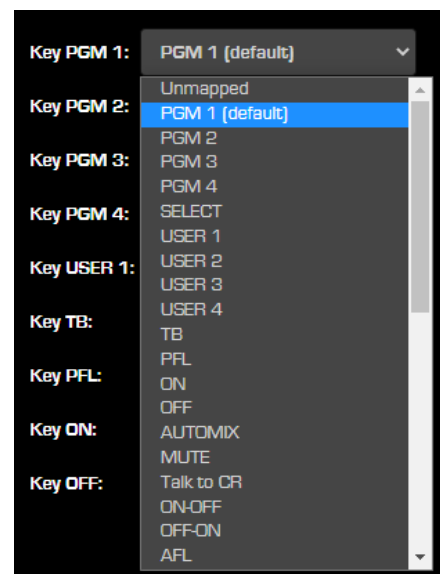 Key PGM 1: PGM 1 (default)
Unmapped
Key PGM 2: PGM 1 (default)
PGM 2
Key PGM 3: PGM 3
PGM 4
Key PGM 4: SELECT
USER 1
Key USER 1: USER 2
USER 3
USER 4
Key TB: TB
PFL
Key PFL: ON
OFF
Key ON: AUTOMIX
MUTE
Key OFF: Talk to CR
ON-OFF
OFF-ON
AFL